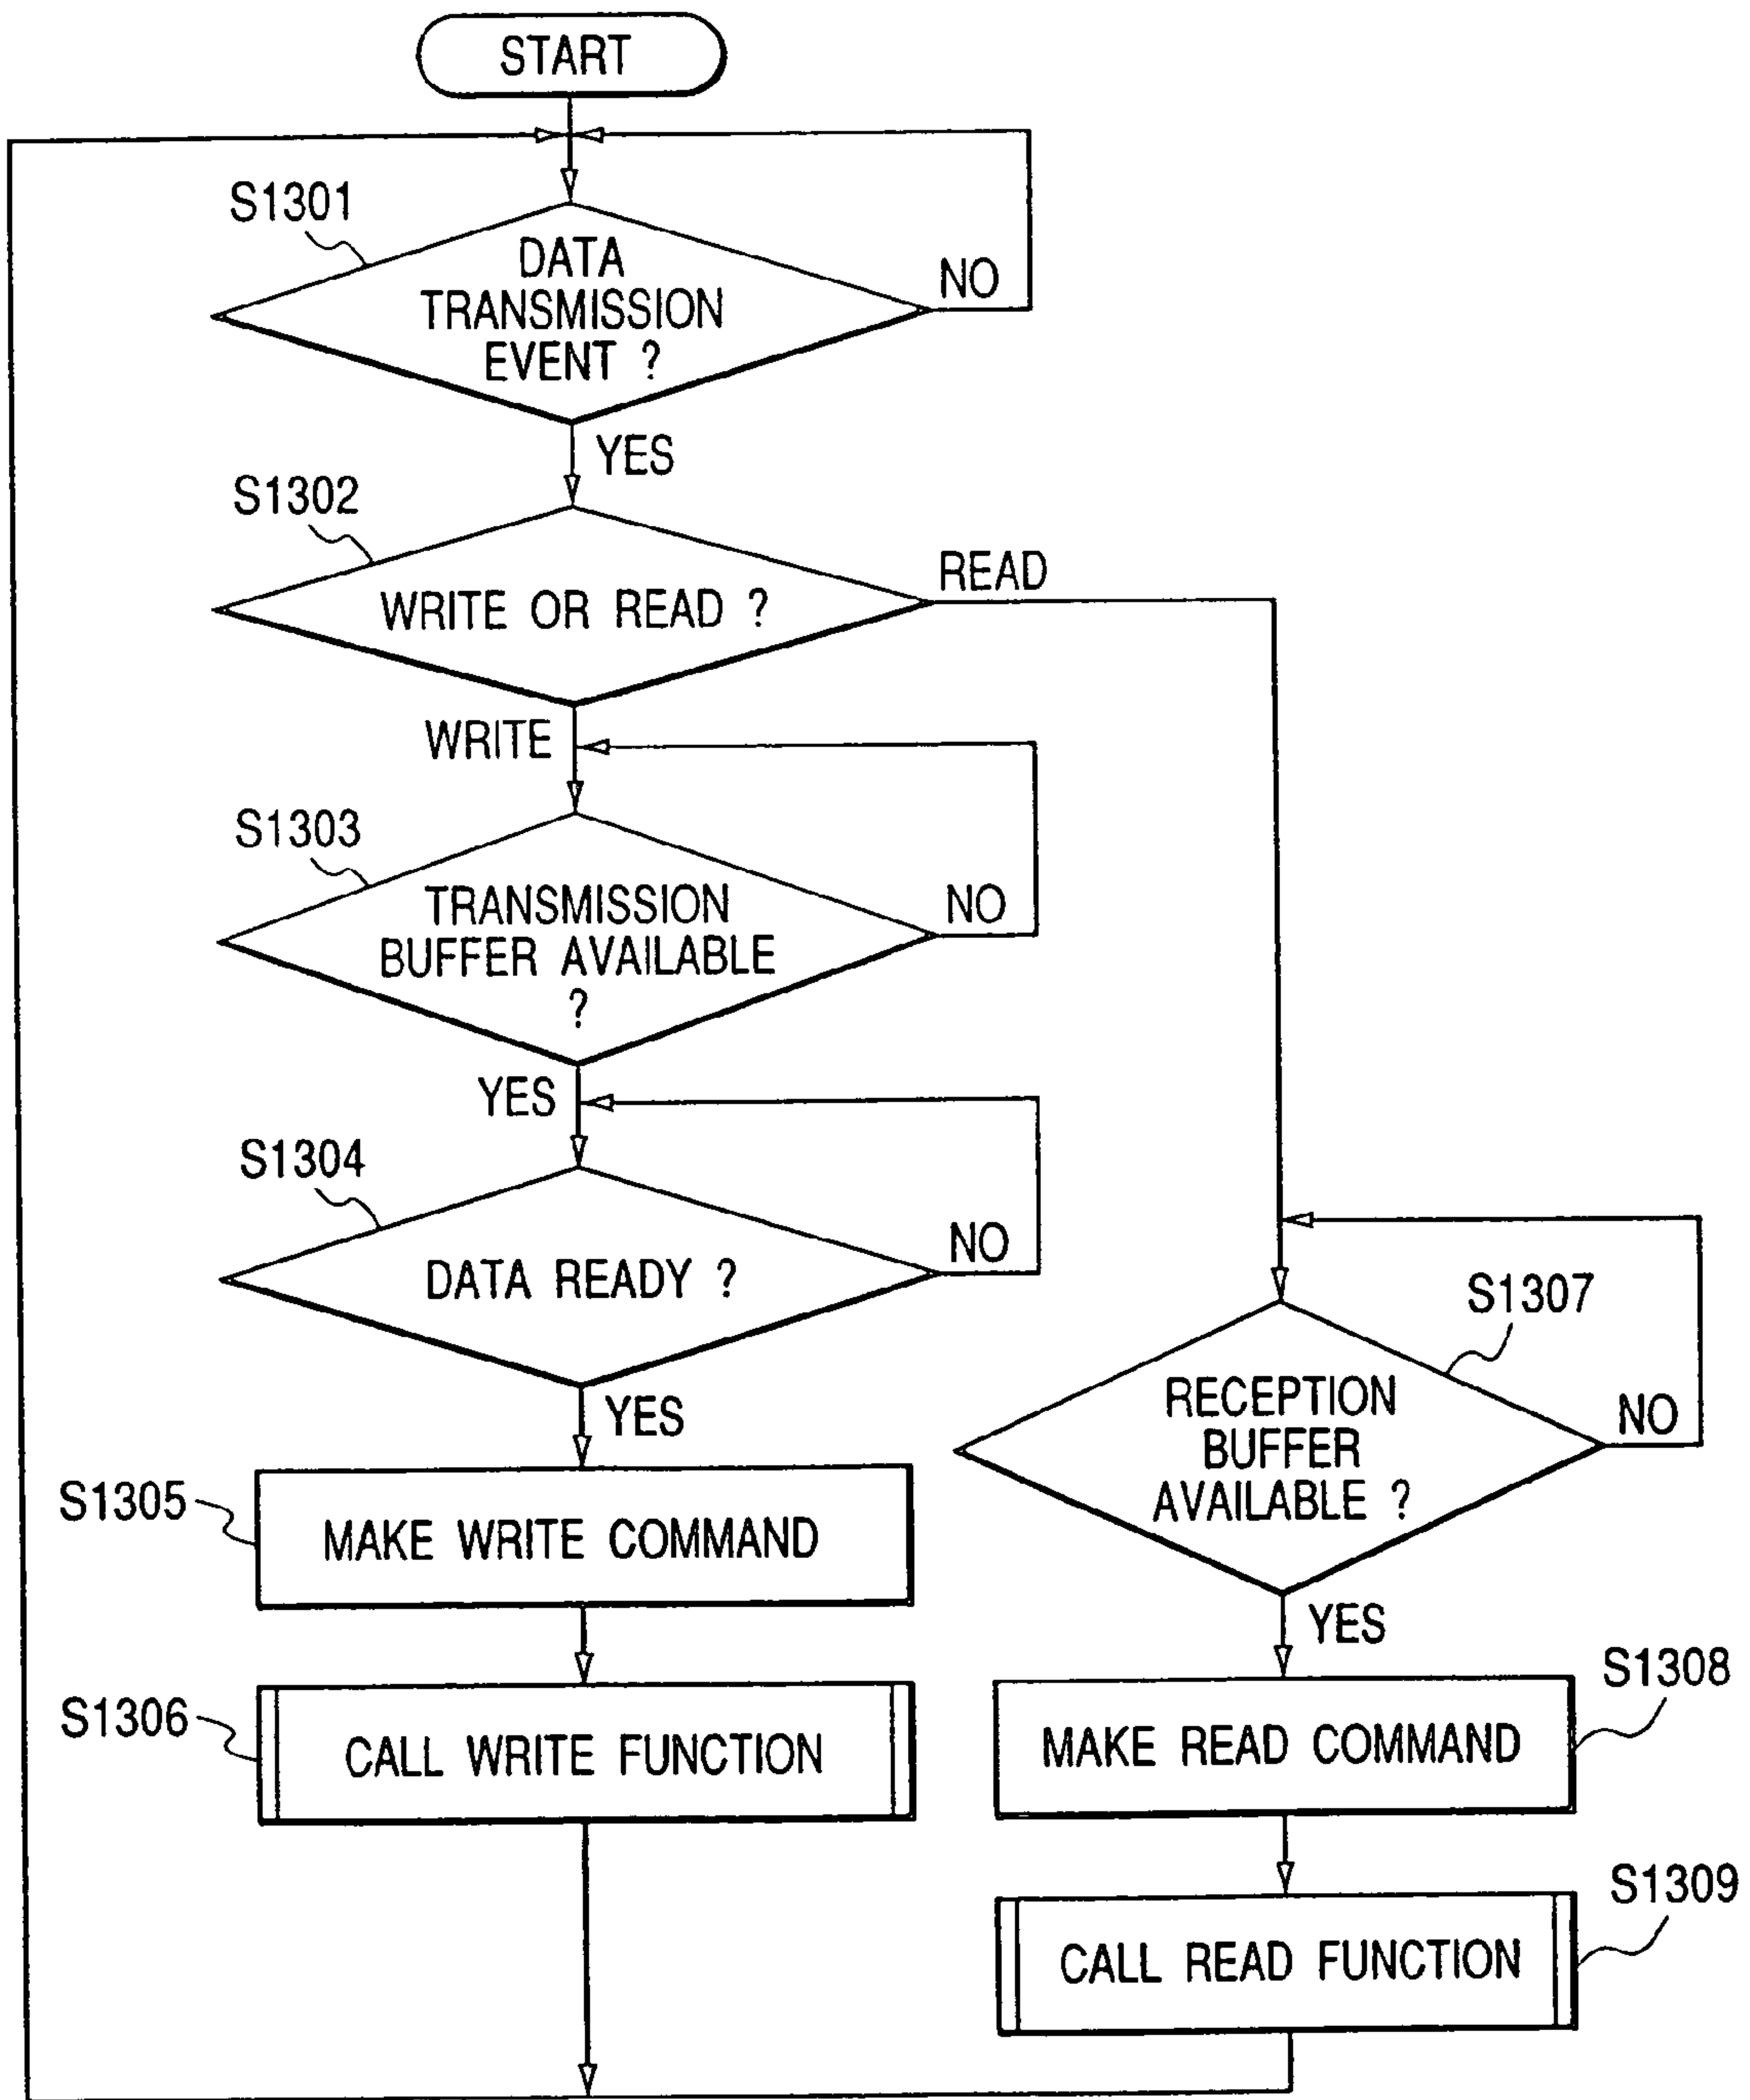 START
S1301
DATA
TRANSMISSION
EVENT ?
NO
YES
S1302
WRITE OR READ ?
READ
WRITE
S1303
TRANSMISSION
BUFFER AVAILABLE
?
NO
YES
S1304
DATA READY ?
NO
YES
S1305
MAKE WRITE COMMAND
S1306
CALL WRITE FUNCTION
S1307
RECEPTION
BUFFER
AVAILABLE ?
NO
YES
S1308
MAKE READ COMMAND
S1309
CALL READ FUNCTION